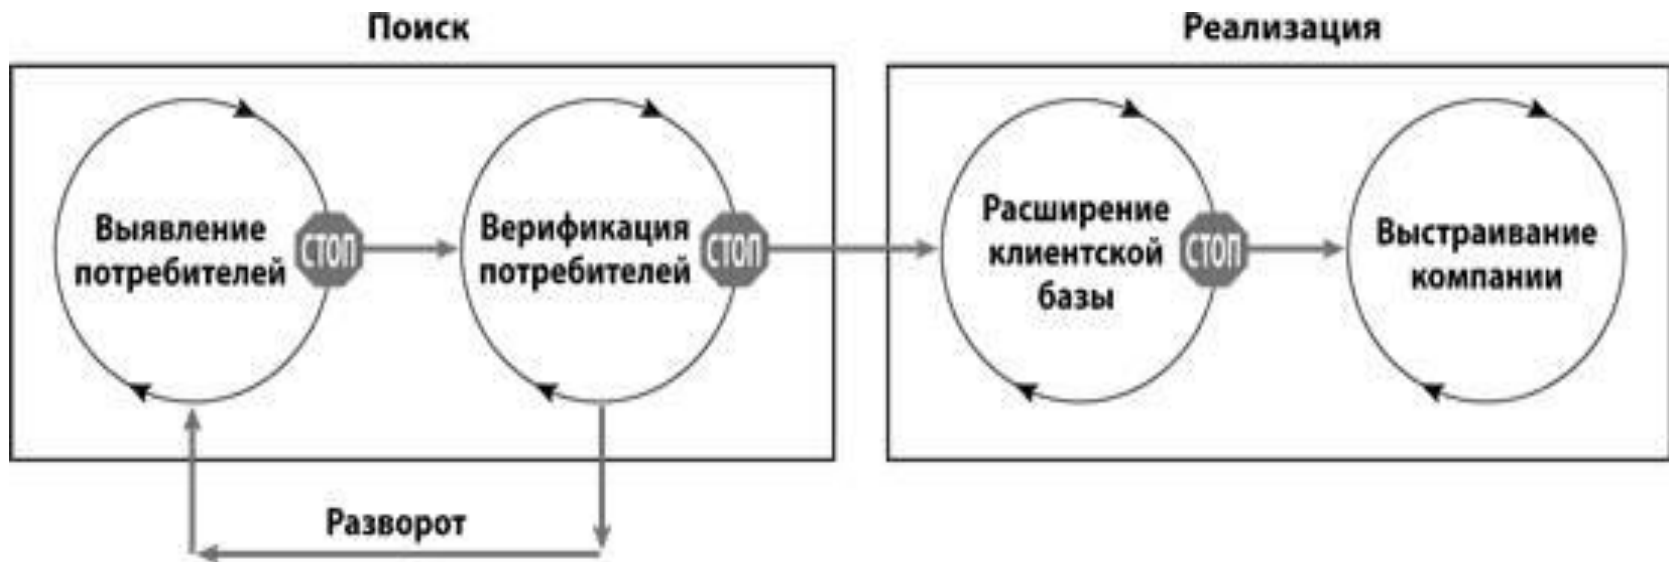 Поиск
Реализация
Выявление
потребителей
СТОП
Верификация
потребителей
СТОП
Расширение
клиентской
базы
СТОП
Выстраивание
компании
Разворот